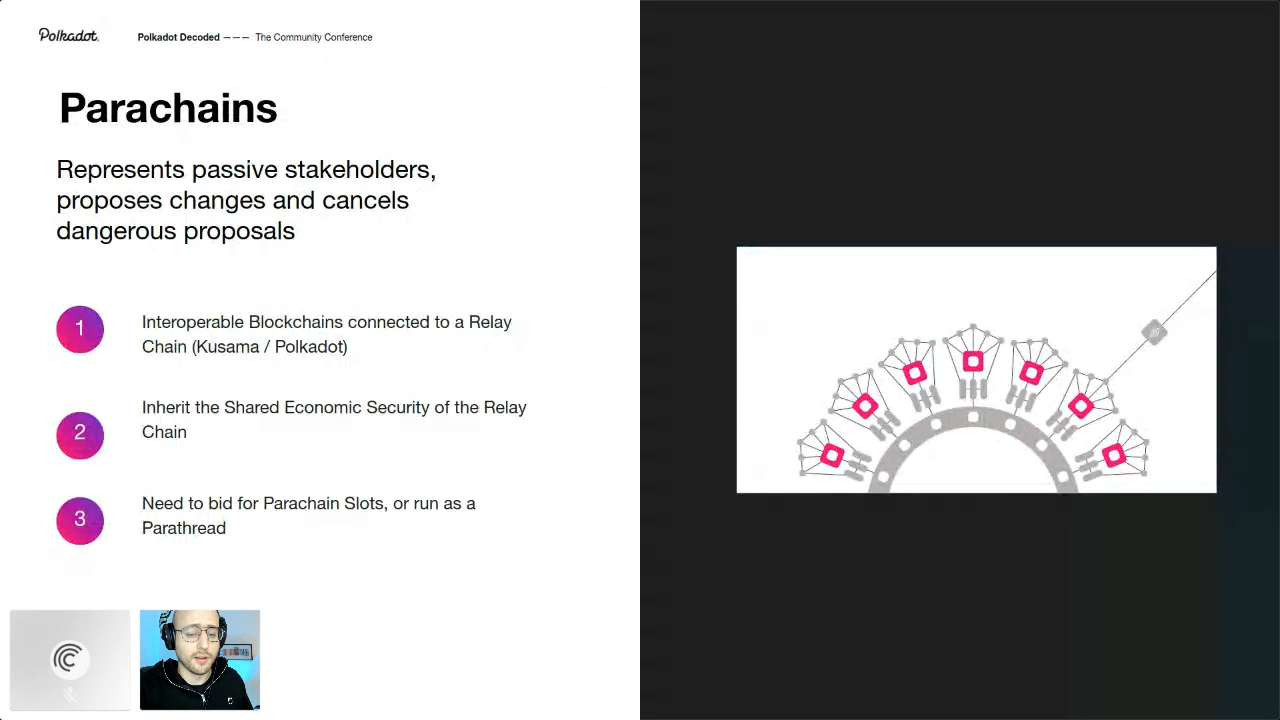 Polkadot.
Polkadot Decoded ——— The Community Conference
Parachains
Represents passive stakeholders,
proposes changes and cancels
dangerous proposals
1
Interoperable Blockchains connected to a Relay
Chain (Kusama / Polkadot)
2
Inherit the Shared Economic Security of the Relay
Chain
3
Need to bid for Parachain Slots, or run as a
Parathread